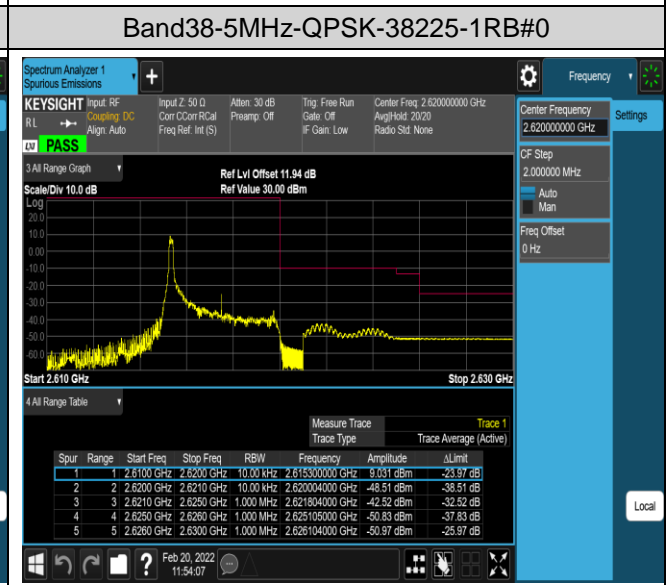 Band38-5MHz-QPSK-38225-1RB#0
Spectrum Analyzer 1
Spurious Emissions
Frequency
KEYSIGHT
RL
PASS
Input: RF
Coupling: DC
Align: Auto
Input Z: 50 Ω
Corr CCorr RCal
Freq Ref: Int (S)
Atten: 30 dB
Preamp: Off
Trig: Free Run
Gate: Off
IF Gain: Low
Center Freq: 2.620000000 GHz
Avg|Hold: 20/20
Radio Std: None
Center Frequency
2.620000000 GHz
Settings
CF Step
2.000000 MHz
Auto
Man
Freq Offset
0 Hz
3 All Range Graph
Ref Lvl Offset 11.94 dB
Scale/Div 10.0 dB
Ref Value 30.00 dBm
Log
20.0
10.0
0.00
-10.0
-20.0
-30.0
-40.0
-50.0
-60.0
Start 2.610 GHz
Stop 2.630 GHz
4 All Range Table
Measure Trace Trace 1
Trace Type Trace Average (Active)
Spur Range Start Freq Stop Freq RBW Frequency Amplitude ΔLimit
1 1 2.6100 GHz 2.6200 GHz 10.00 kHz 2.615300000 GHz 9.031 dBm -23.97 dB
2 2 2.6200 GHz 2.6210 GHz 10.00 kHz 2.620004000 GHz -48.51 dBm -38.51 dB
3 3 2.6210 GHz 2.6250 GHz 1.000 MHz 2.621804000 GHz -42.52 dBm -32.52 dB
4 4 2.6250 GHz 2.6260 GHz 1.000 MHz 2.625105000 GHz -50.83 dBm -37.83 dB
5 5 2.6260 GHz 2.6300 GHz 1.000 MHz 2.626104000 GHz -50.97 dBm -25.97 dB
Local
Feb 20, 2022
11:54:07